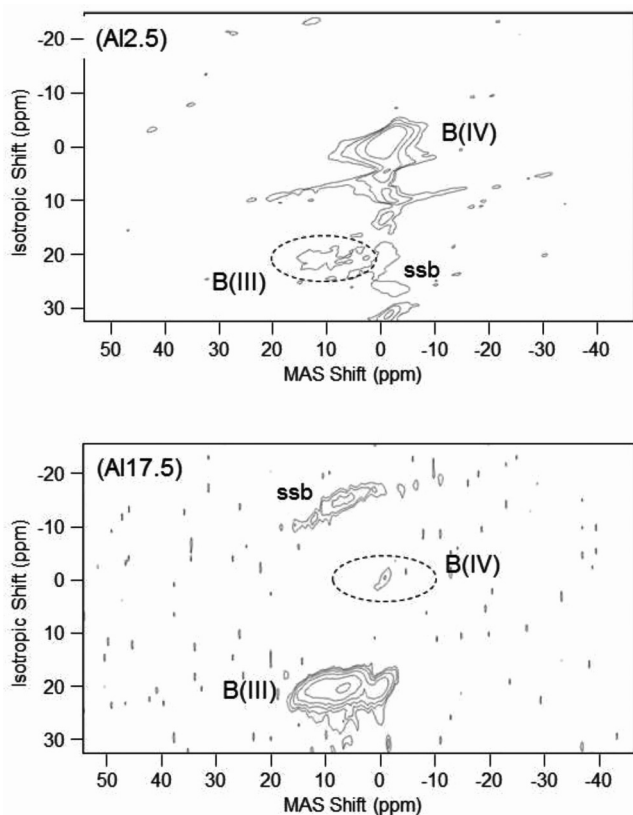 (Al2.5)
-20
-10
0
10
20
30
Isotropic Shift (ppm)
B(IV)
B(III)
ssb
50 40 30 20 10 0 -10 -20 -30 -40
MAS Shift (ppm)
(Al17.5)
-20
-10
0
10
20
30
Isotropic Shift (ppm)
ssb
B(IV)
B(III)
50 40 30 20 10 0 -10 -20 -30 -40
MAS Shift (ppm)